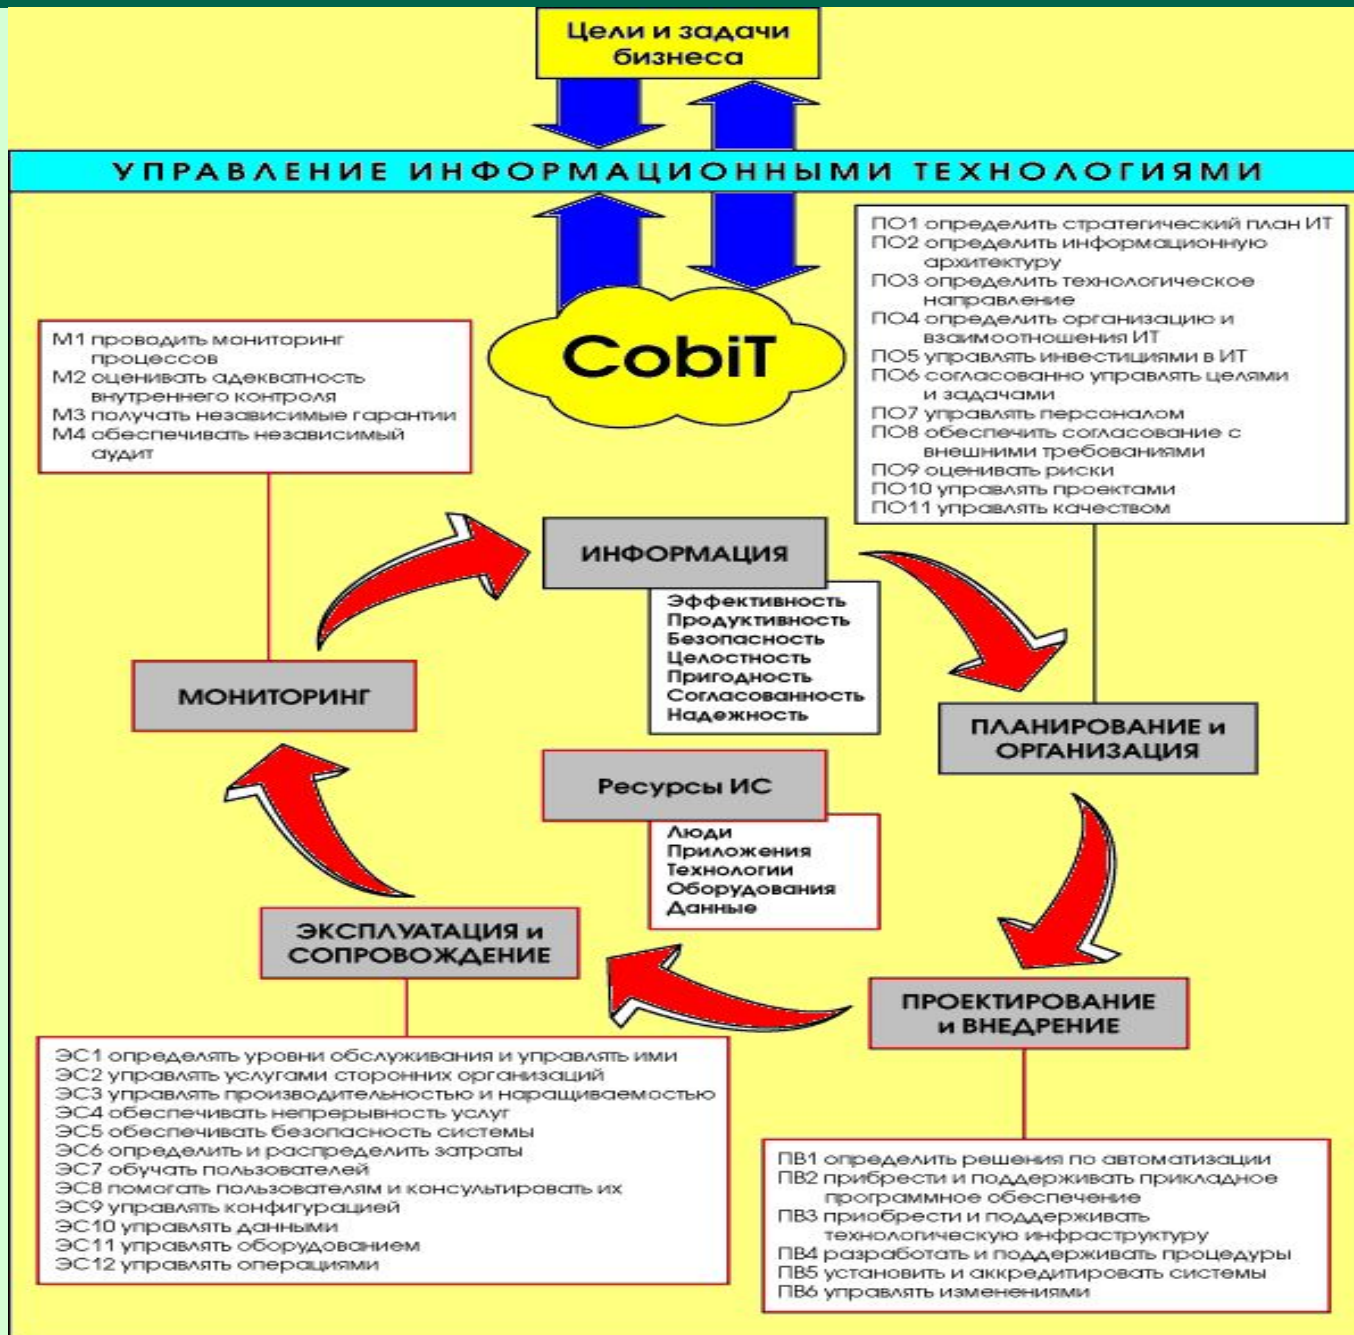 Цели и задачи
бизнеса
УПРАВЛЕНИЕ ИНФОРМАЦИОННЫМИ ТЕХНОЛОГИЯМИ
CobiT
ПО1 определить стратегический план ИТ
ПО2 определить информационную
архитектуру
ПО3 определить технологическое
направление
ПО4 определить организацию и
взаимоотношения ИТ
ПО5 управлять инвестициями в ИТ
ПО6 согласованно управлять целями
и задачами
ПО7 управлять персоналом
ПО8 обеспечить согласование с
внешними требованиями
ПО9 оценивать риски
ПО10 управлять проектами
ПО11 управлять качеством
М1 проводить мониторинг
процессов
М2 оценивать адекватность
внутреннего контроля
М3 получать независимые гарантии
М4 обеспечивать независимый
аудит
ИНФОРМАЦИЯ
Эффективность
Продуктивность
Безопасность
Целостность
Пригодность
Согласованность
Надежность
МОНИТОРИНГ
ПЛАНИРОВАНИЕ и
ОРГАНИЗАЦИЯ
Ресурсы ИС
Люди
Приложения
Технологии
Оборудования
Данные
ЭКСПЛУАТАЦИЯ и
СОПРОВОЖДЕНИЕ
ПРОЕКТИРОВАНИЕ
и ВНЕДРЕНИЕ
ЭС1 определять уровни обслуживания и управлять ими
ЭС2 управлять услугами сторонних организаций
ЭС3 управлять производительностью и наращиваемостью
ЭС4 обеспечивать непрерывность услуг
ЭС5 обеспечивать безопасность системы
ЭС6 определить и распределить затраты
ЭС7 обучать пользователей
ЭС8 помогать пользователям и консультировать их
ЭС9 управлять конфигурацией
ЭС10 управлять данными
ЭС11 управлять оборудованием
ЭС12 управлять операциями
ПВ1 определить решения по автоматизации
ПВ2 прибрести и поддерживать прикладное
программное обеспечение
ПВ3 приобрести и поддерживать
технологическую инфраструктуру
ПВ4 разработать и поддерживать процедуры
ПВ5 установить и аккредитировать системы
ПВ6 управлять изменениями